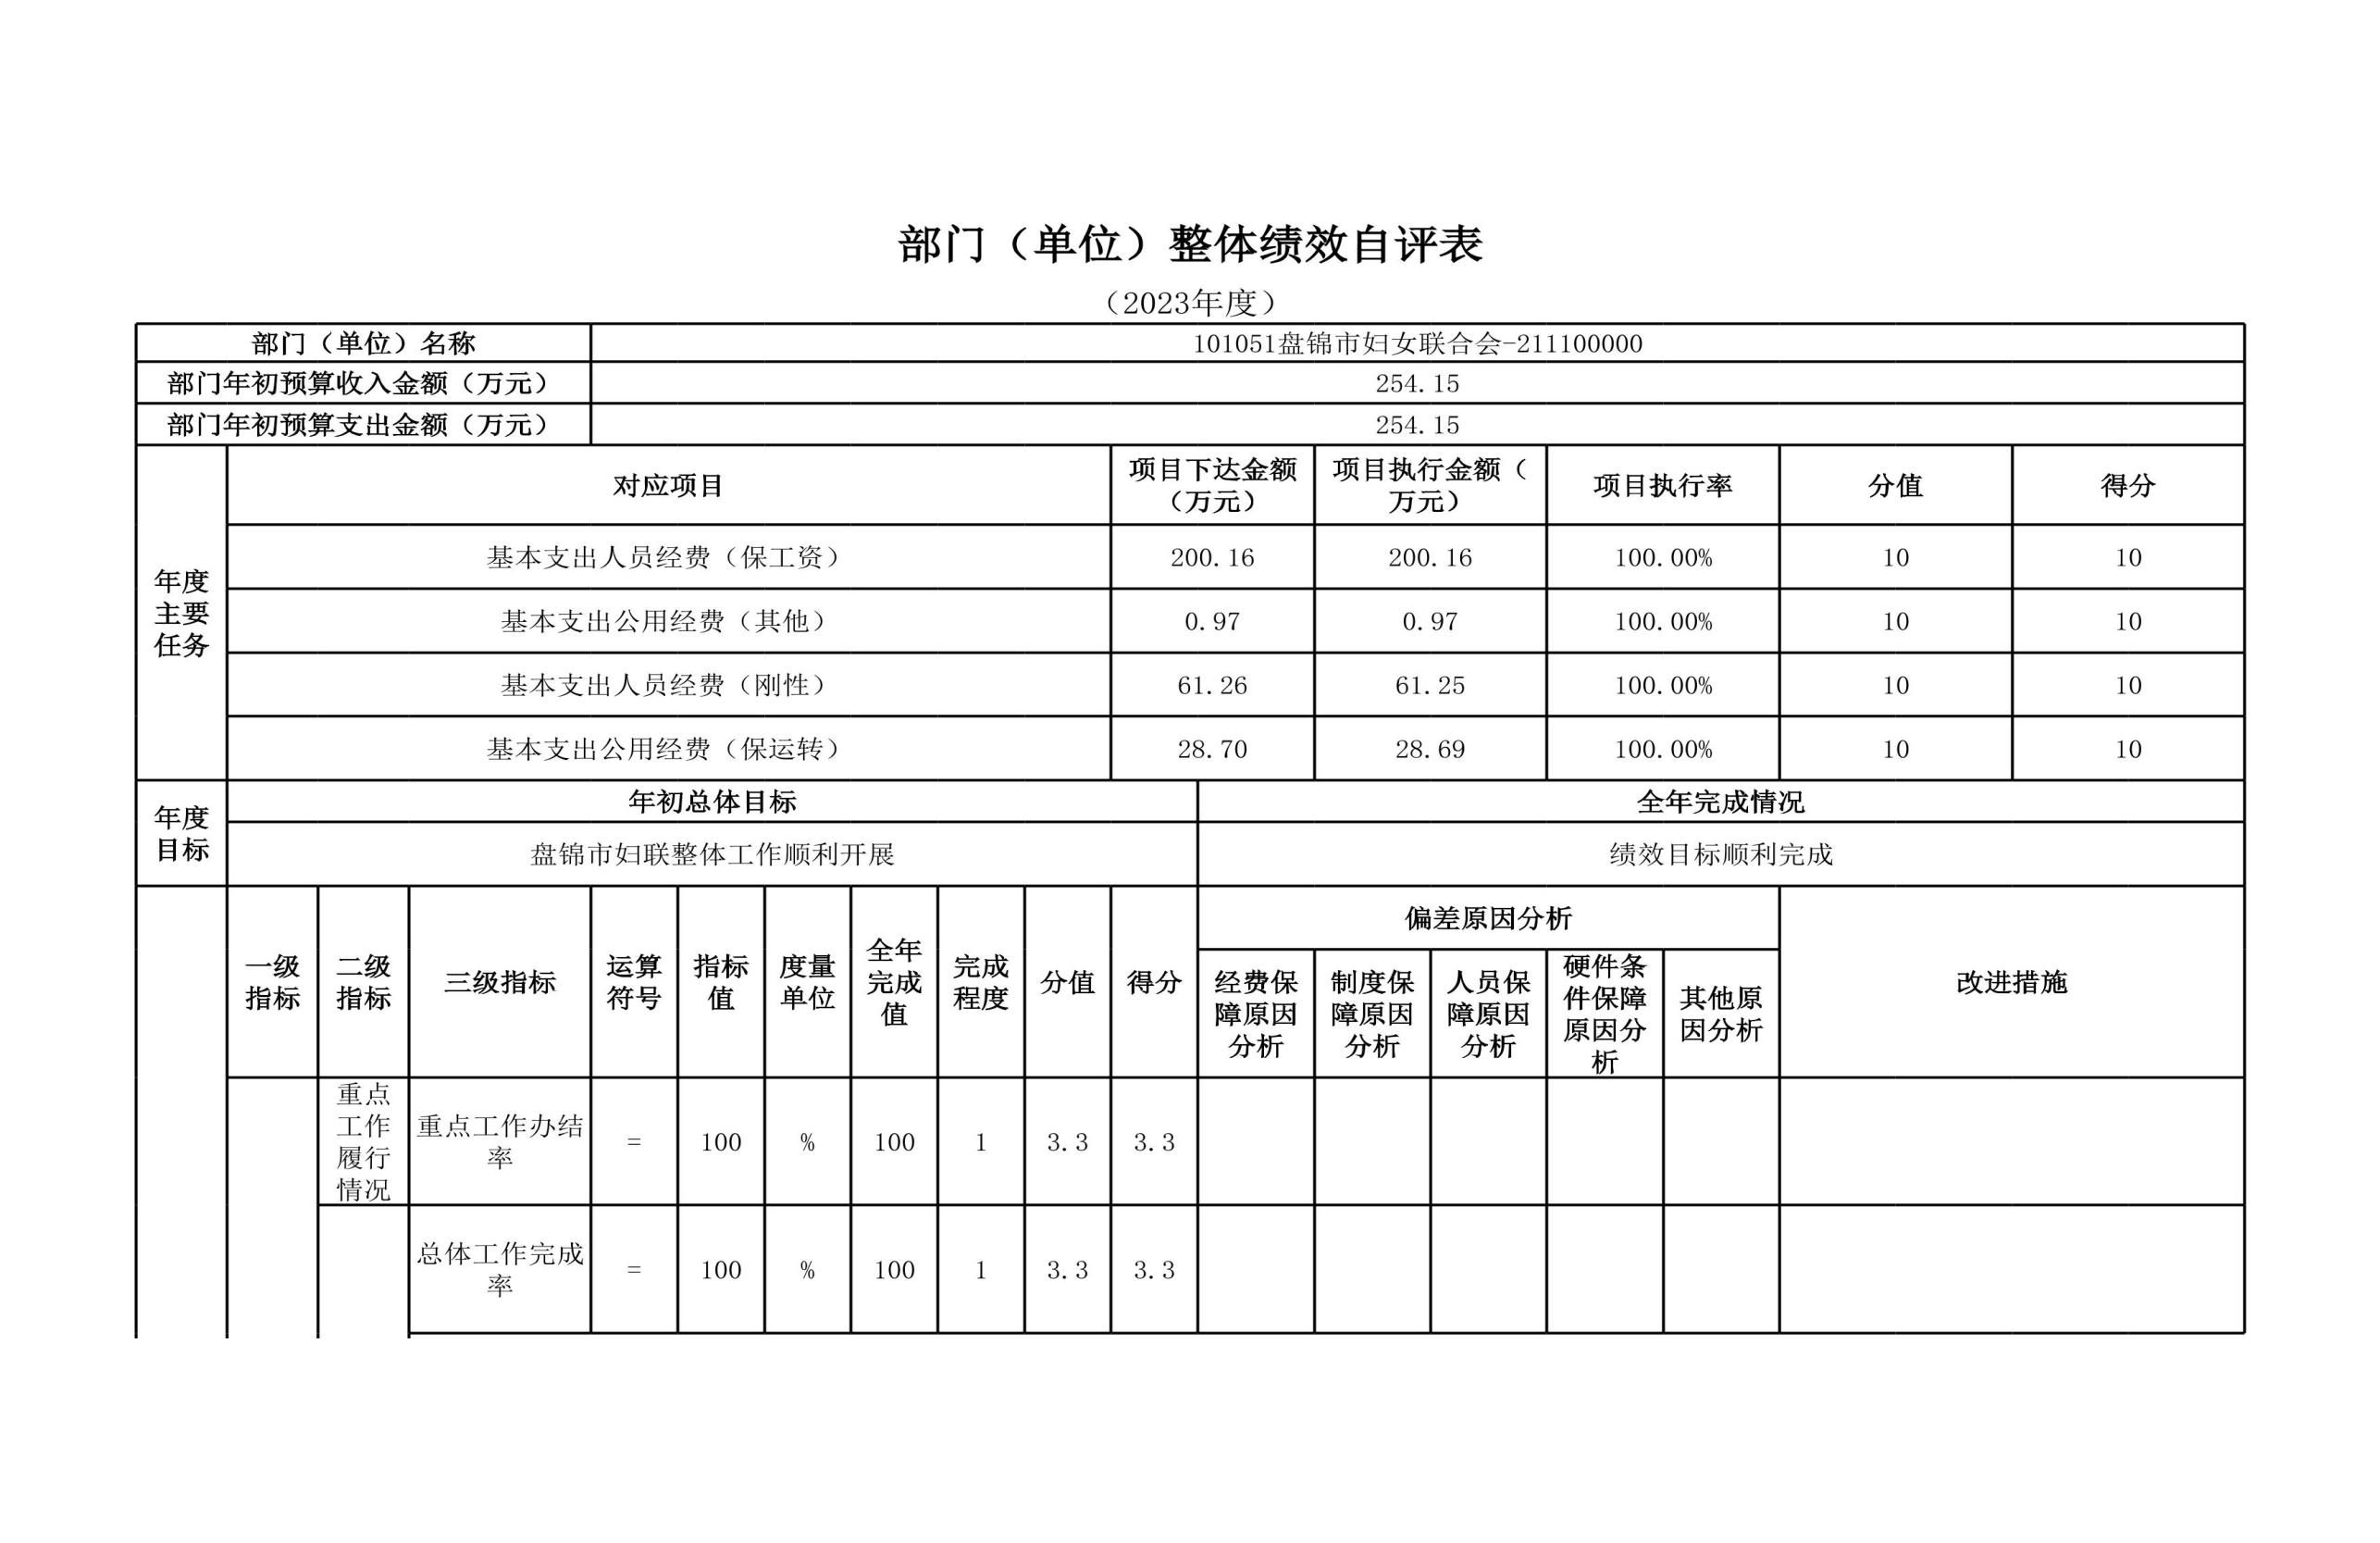 部门（单位）整体绩效自评表
（2023年度）
部门（单位）名称 101051盘锦市妇女联合会-211100000
部门年初预算收入金额（万元） 254.15
部门年初预算支出金额（万元） 254.15
年度
主要
任务
对应项目
项目下达金额
（万元）
项目执行金额（
万元）
项目执行率
分值
得分
基本支出人员经费（保工资） 200.16 200.16 100.00% 10 10
基本支出公用经费（其他） 0.97 0.97 100.00% 10 10
基本支出人员经费（刚性） 61.26 61.25 100.00% 10 10
基本支出公用经费（保运转） 28.70 28.69 100.00% 10 10
年度
目标
年初总体目标 全年完成情况
盘锦市妇联整体工作顺利开展 绩效目标顺利完成
一级
指标
二级
指标
三级指标
运算
符号
指标
值
度量
单位
全年
完成
值
完成
程度
分值
得分
偏差原因分析
经费保
障原因
分析
制度保
障原因
分析
人员保
障原因
分析
硬件条
件保障
原因分
析
其他原
因分析
改进措施
重点
工作
履行
情况
重点工作办结
率
= 100 % 100 1 3.3 3.3
总体工作完成
率
= 100 % 100 1 3.3 3.3